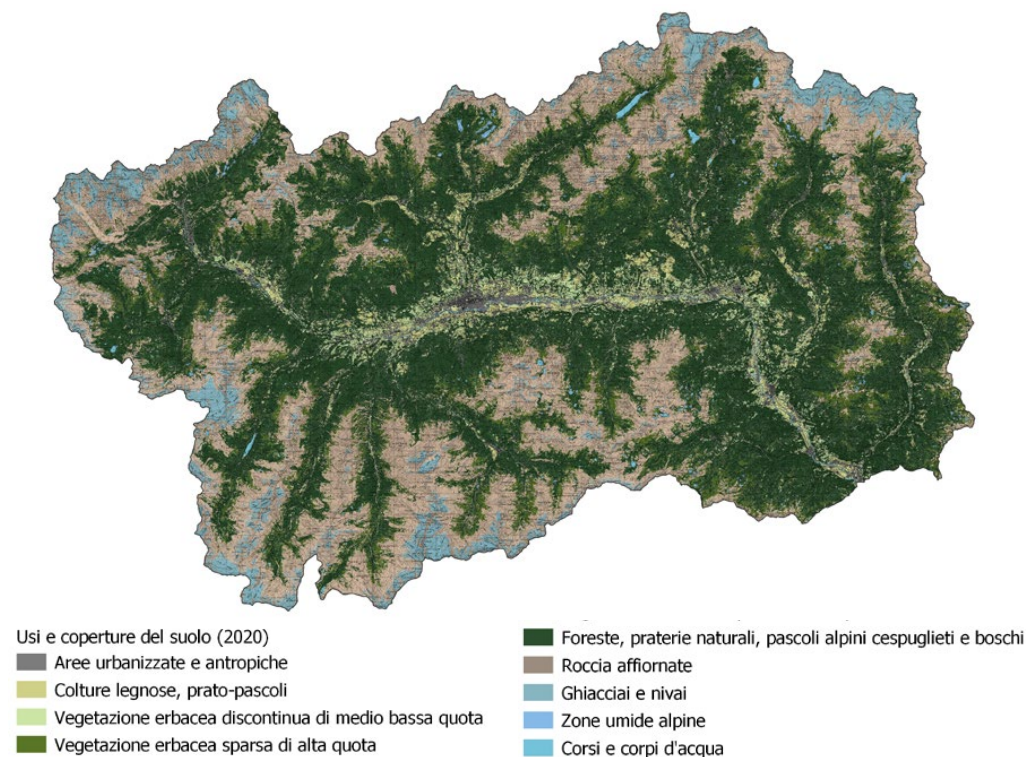 Usi e coperture del suolo (2020)
Aree urbanizzate e antropiche
Colture legnose, prato-pascoli
Vegetazione erbacea discontinua di medio bassa quota
Vegetazione erbacea sparsa di alta quota
Foreste, praterie naturali, pascoli alpini cespuglieti e boschi
Roccia affiornate
Ghiacciai e nivai
Zone umide alpine
Corsi e corpi d'acqua